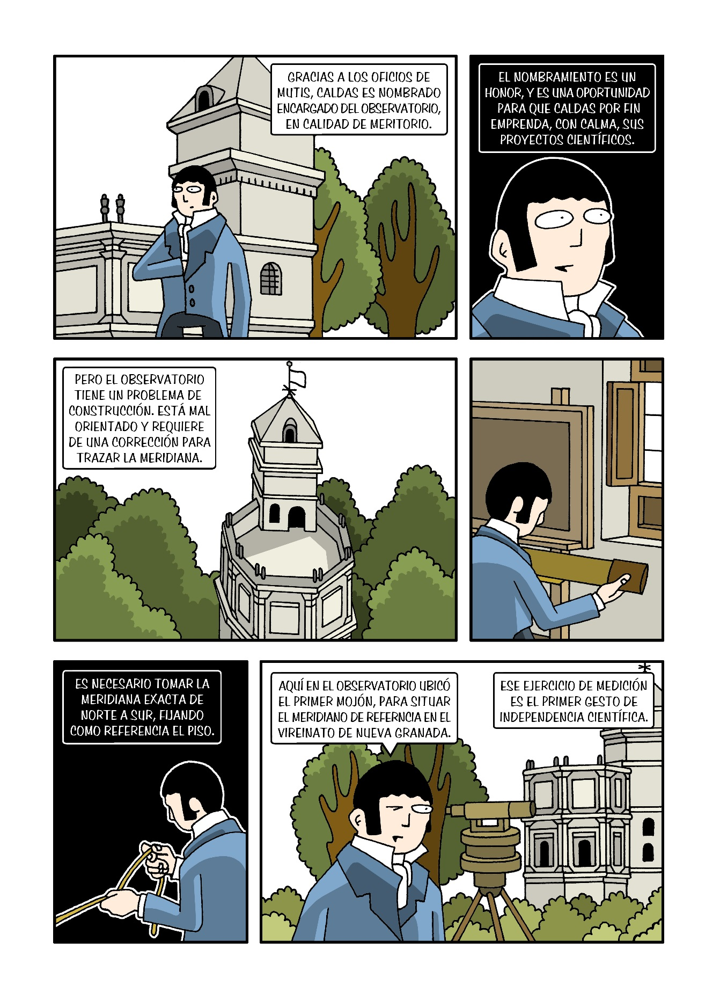 GRACIAS A LOS OFICIOS DE
MUTIS, CALDAS ES NOMBRADO
ENCARGADO DEL OBSERVATORIO,
EN CALIDAD DE MERITORIO.
EL NOMBRAMIENTO ES UN
HONOR, Y ES UNA OPORTUNIDAD
PARA QUE CALDAS POR FIN
EMPRENDA, CON CALMA, SUS
PROYECTOS CIENTÍFICOS.
PERO EL OBSERVATORIO
TIENE UN PROBLEMA DE
CONSTRUCCIÓN. ESTÁ MAL
ORIENTADO Y REQUIERE
DE UNA CORRECCIÓN PARA
TRAZAR LA MERIDIANA.
ES NECESARIO TOMAR LA
MERIDIANA EXACTA DE
NORTE A SUR, FIJANDO
COMO REFERENCIA EL PISO.
AQUÍ EN EL OBSERVATORIO UBICÓ
EL PRIMER MOJÓN, PARA SITUAR
EL MERIDIANO DE REFERNCIA EN EL
VIREINATO DE NUEVA GRANADA.
ESE EJERCICIO DE MEDICIÓN
ES EL PRIMER GESTO DE
INDEPENDENCIA CIENTÍFICA.